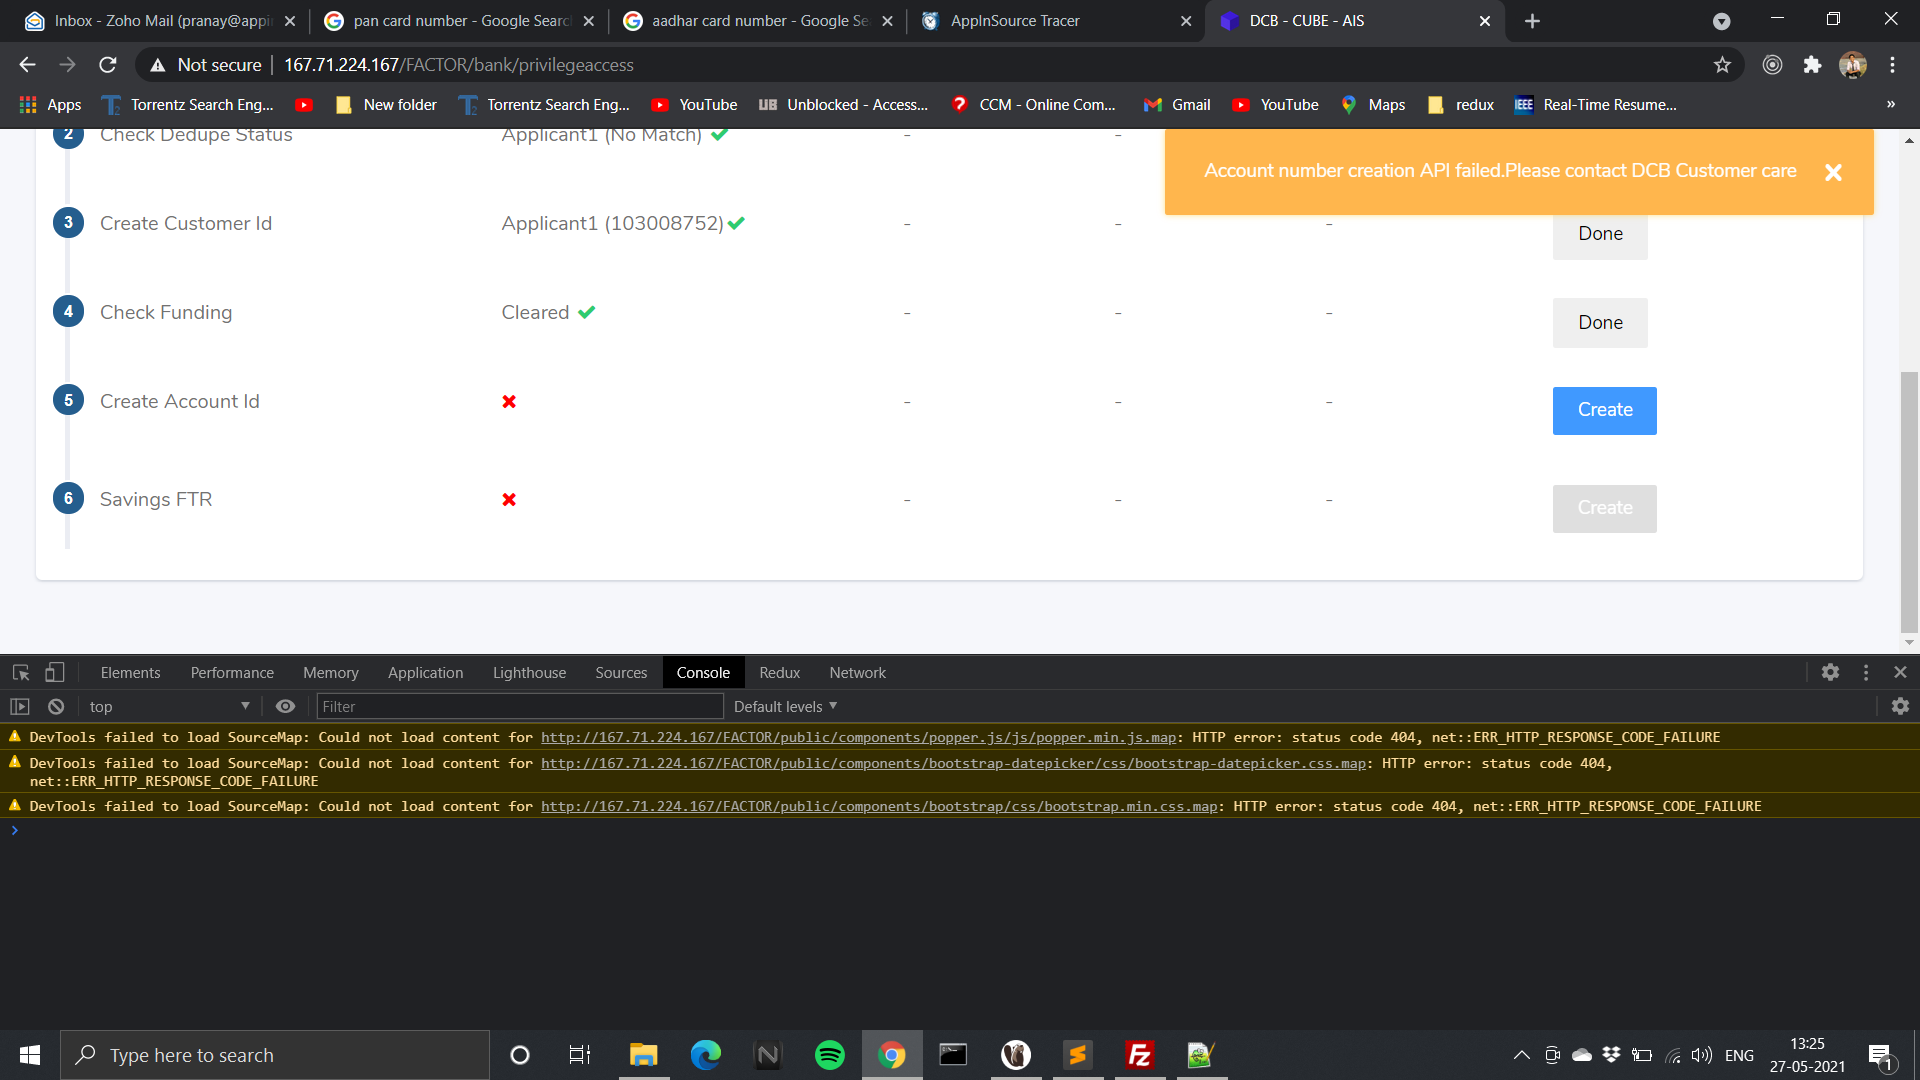 Inbox - Zoho Mail (pranay@appin
pan card number - Google Searc
aadhar card number - Google Se
AppInSource Tracer
DCB - CUBE - AIS
Not secure
167.71.224.167/FACTOR/bank/privilegeaccess
Apps
Torrentz Search Eng...
New folder
Torrentz Search Eng...
YouTube
UB Unblocked - Access...
CCM - Online Com...
Gmail
YouTube
Maps
redux
IEEE Real-Time Resume...
»
2 Check Dedupe Status Applicant1 (No Match) - -
Account number creation API failed.Please contact DCB Customer care
3 Create Customer Id Applicant1 (103008752) - - - Done
4 Check Funding Cleared - - - Done
5 Create Account Id - - - Create
6 Savings FTR - - - Create
Elements Performance Memory Application Lighthouse Sources Console Redux Network
top Filter Default levels
DevTools failed to load SourceMap: Could not load content for http://167.71.224.167/FACTOR/public/components/popper.js/js/popper.min.js.map: HTTP error: status code 404, net::ERR_HTTP_RESPONSE_CODE_FAILURE
DevTools failed to load SourceMap: Could not load content for http://167.71.224.167/FACTOR/public/components/bootstrap-datepicker/css/bootstrap-datepicker.css.map: HTTP error: status code 404,
net::ERR_HTTP_RESPONSE_CODE_FAILURE
DevTools failed to load SourceMap: Could not load content for http://167.71.224.167/FACTOR/public/components/bootstrap/css/bootstrap.min.css.map: HTTP error: status code 404, net::ERR_HTTP_RESPONSE_CODE_FAILURE
Type here to search
ENG
13:25
27-05-2021
1